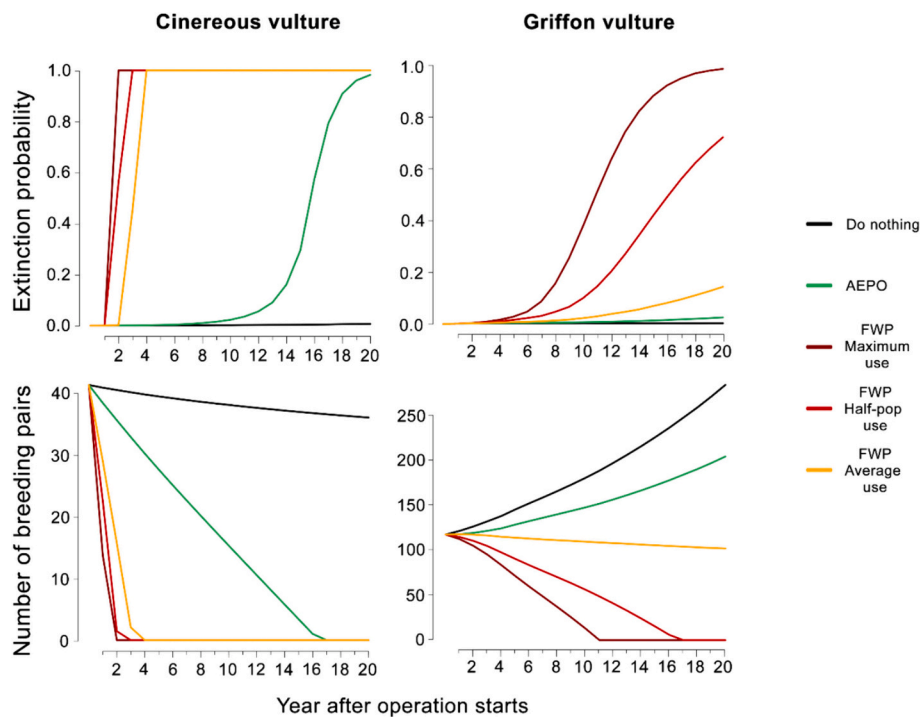 Cinereous vulture
Griffon vulture
Extinction probability
1.0
0.8
0.6
0.4
0.2
0.0
2 4 6 8 10 12 14 16 18 20
1.0
0.8
0.6
0.4
0.2
0.0
2 4 6 8 10 12 14 16 18 20
Number of breeding pairs
40
30
20
10
0
2 4 6 8 10 12 14 16 18 20
250
200
150
100
50
0
2 4 6 8 10 12 14 16 18 20
Year after operation starts
Do nothing
AEPO
FWP
Maximum
use
FWP
Half-pop
use
FWP
Average
use